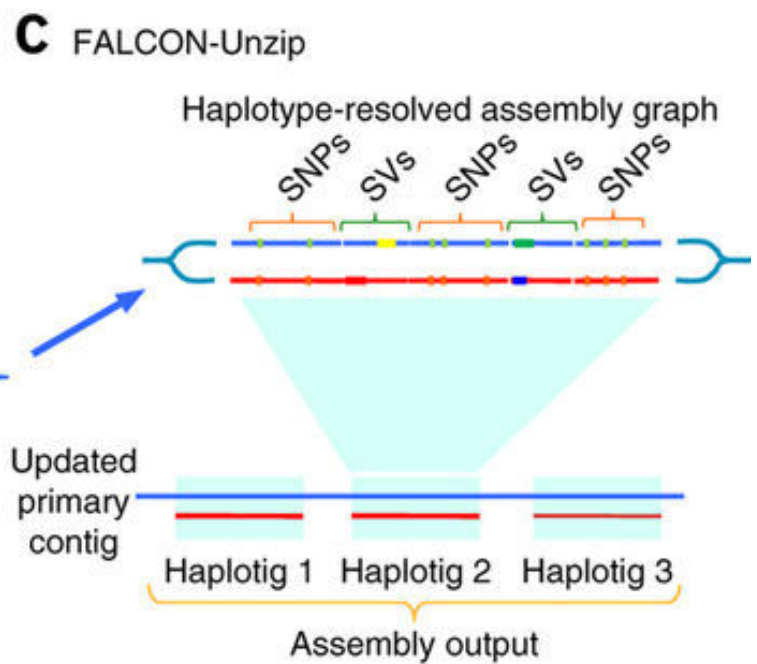 C FALCON-Unzip
Haplotype-resolved assembly graph
SNPs SVs SNPs SVs SNPs
Updated
primary
contig
Haplotig 1 Haplotig 2 Haplotig 3
Assembly output